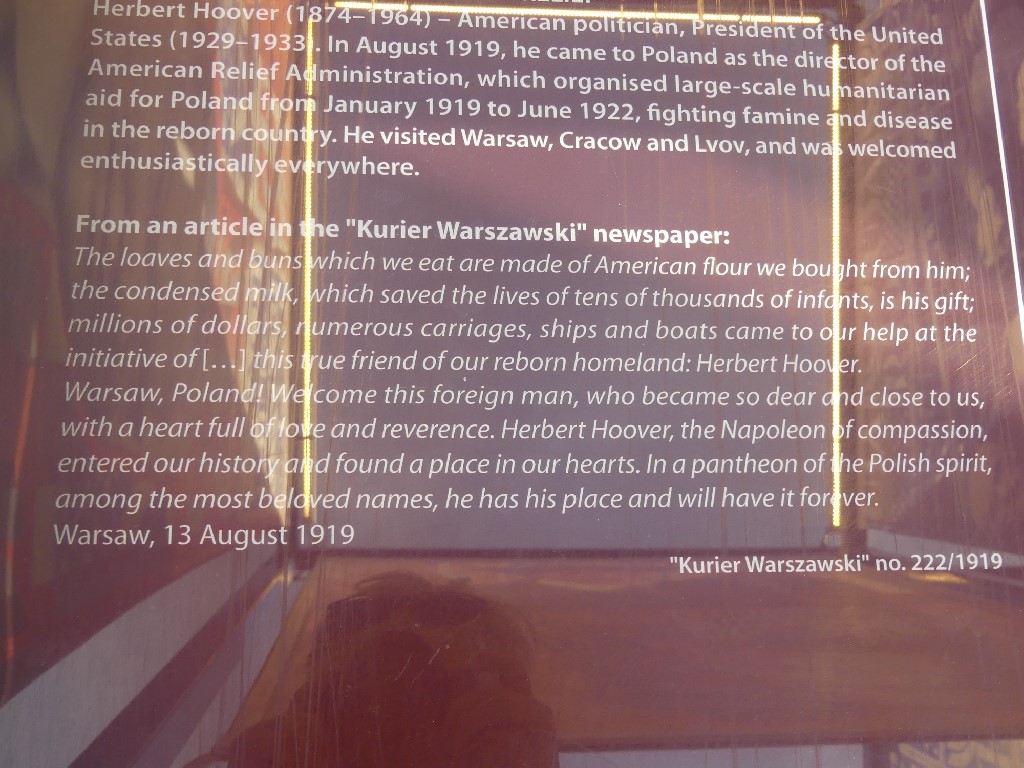 Herbert Hoover (1874–1964) – American politician, President of the United
States (1929–1933). In August 1919, he came to Poland as the director of the
American Relief Administration, which organised large-scale humanitarian
aid for Poland from January 1919 to June 1922, fighting famine and disease
in the reborn country. He visited Warsaw, Cracow and Lvov, and was welcomed
enthusiastically everywhere.
From an article in the "Kurier Warszawski" newspaper:
The loaves and buns which we eat are made of American flour we bought from him;
the condensed milk, which saved the lives of tens of thousands of infants, is his gift;
millions of dollars, numerous carriages, ships and boats came to our help at the
initiative of [...] this true friend of our reborn homeland: Herbert Hoover.
Warsaw, Poland! Welcome this foreign man, who became so dear and close to us,
with a heart full of love and reverence. Herbert Hoover, the Napoleon of compassion,
entered our history and found a place in our hearts. In a pantheon of the Polish spirit,
among the most beloved names, he has his place and will have it forever.
Warsaw, 13 August 1919
"Kurier Warszawski" no. 222/1919